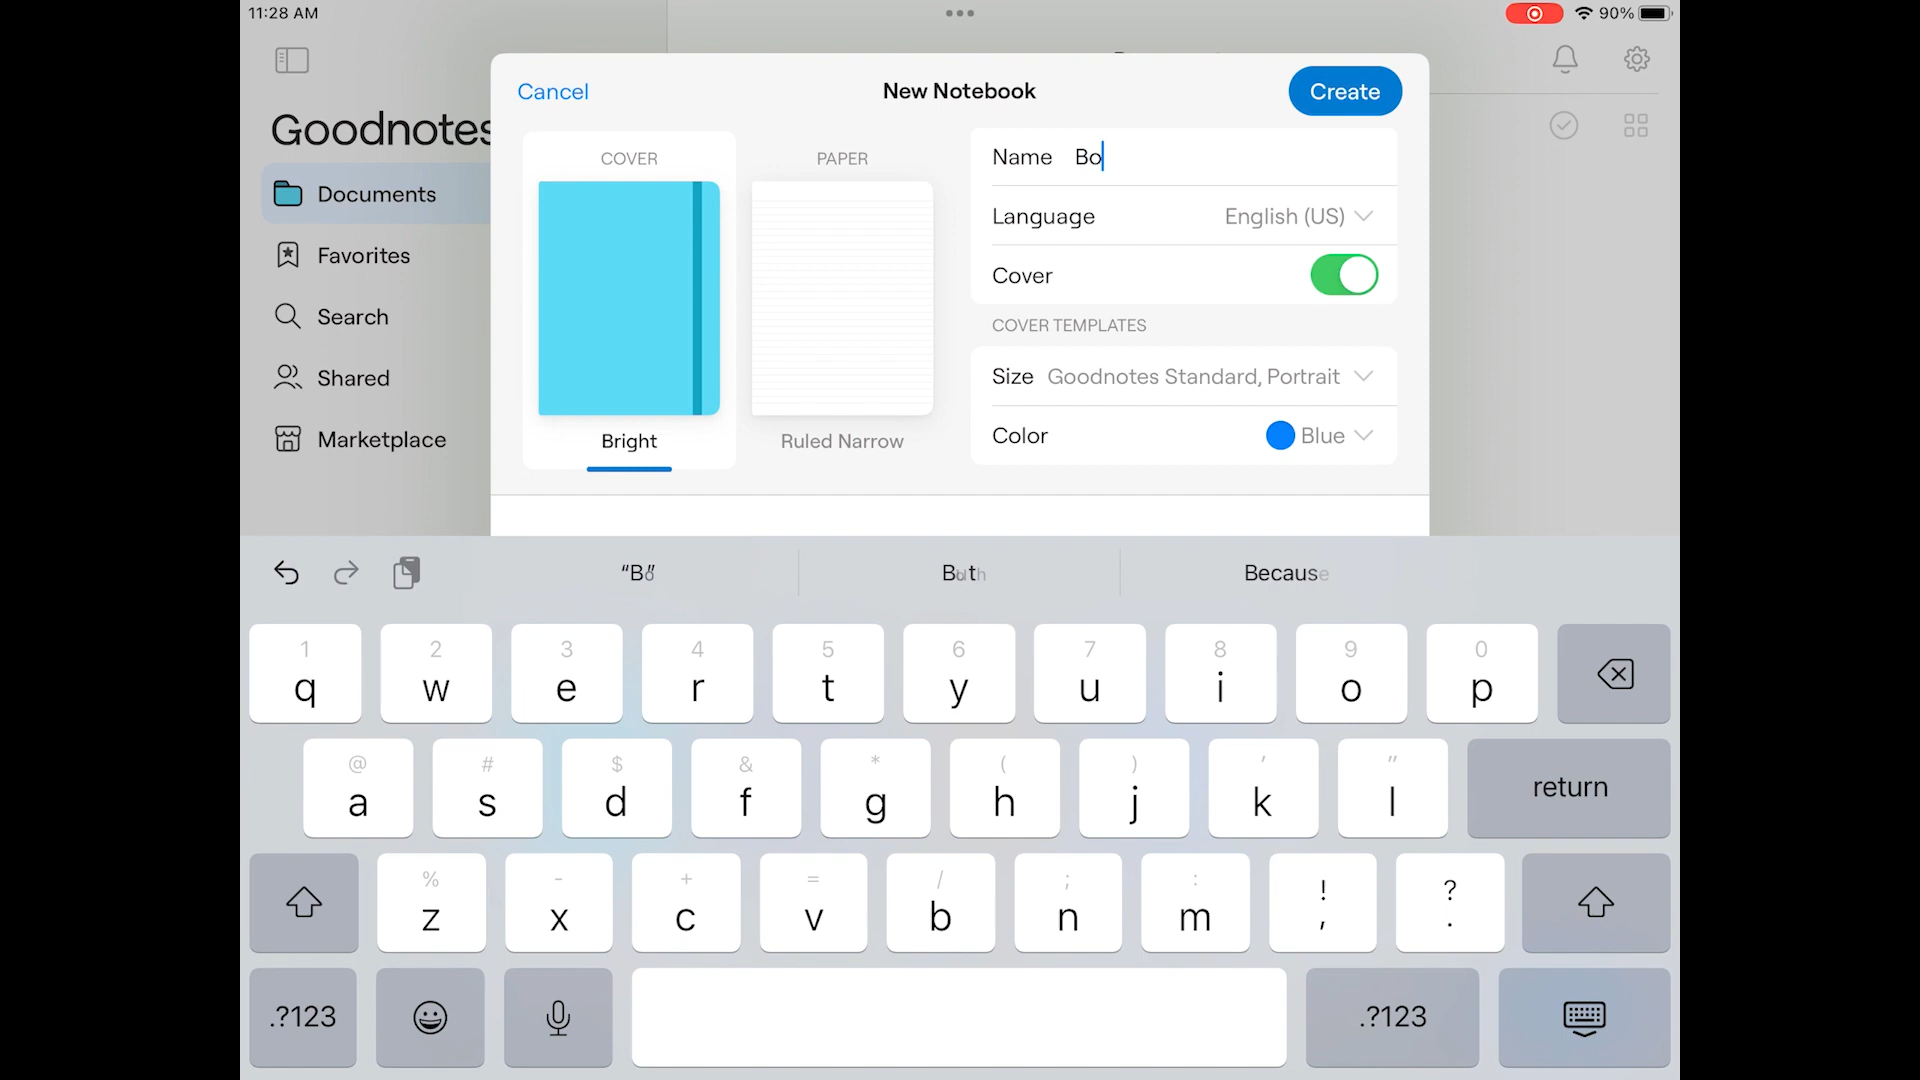 11:28 AM
90%
Cancel
New Notebook
Create
Goodnotes
COVER
PAPER
Name Bo
Documents
Language English (US)
Favorites
Cover
Search
COVER TEMPLATES
Shared
Size Goodnotes Standard, Portrait
Marketplace
Bright
Ruled Narrow
Color Blue
Because
1 2 3 4 5 6 7 8 9 0
q w e r t y u i o p
@ # $ & * ( ) ' "
a s d f g h j k l return
% - + = / ; : ! ?
z x c v b n m , .
.?123 .?123